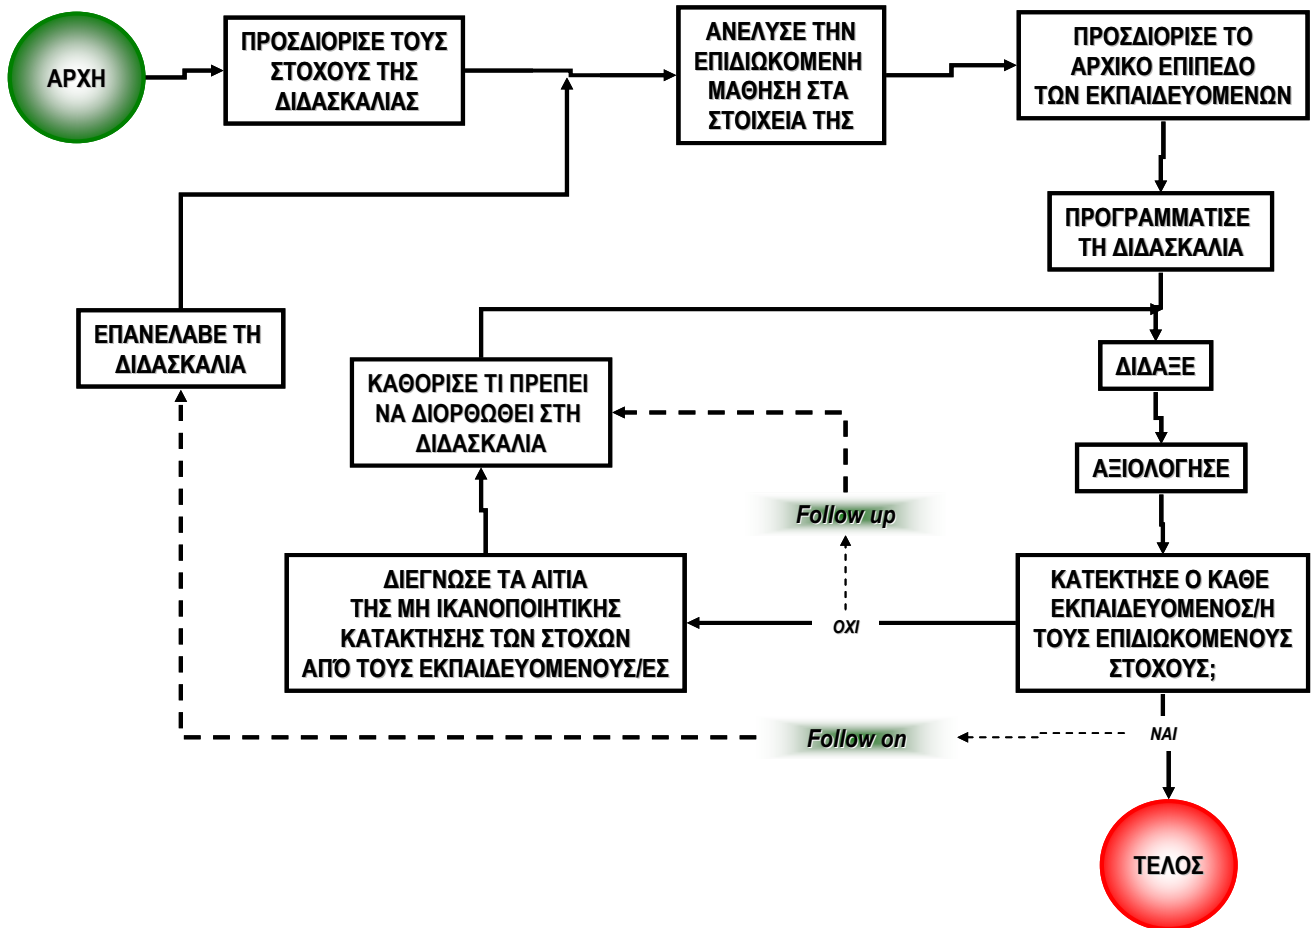 ΑΡΧΗ
ΠΡΟΣΔΙΟΡΙΣΕ ΤΟΥΣ
ΣΤΟΧΟΥΣ ΤΗΣ
ΔΙΔΑΣΚΑΛΙΑΣ
ΑΝΕΛΥΣΕ ΤΗΝ
ΕΠΙΔΙΩΚΟΜΕΝΗ
ΜΑΘΗΣΗ ΣΤΑ
ΣΤΟΙΧΕΙΑ ΤΗΣ
ΠΡΟΣΔΙΟΡΙΣΕ ΤΟ
ΑΡΧΙΚΟ ΕΠΙΠΕΔΟ
ΤΩΝ ΕΚΠΑΙΔΕΥΟΜΕΝΩΝ
ΠΡΟΓΡΑΜΜΑΤΙΣΕ
ΤΗ ΔΙΔΑΣΚΑΛΙΑ
ΕΠΑΝΕΛΑΒΕ ΤΗ
ΔΙΔΑΣΚΑΛΙΑ
ΚΑΘΟΡΙΣΕ ΤΙ ΠΡΕΠΕΙ
ΝΑ ΔΙΟΡΘΩΘΕΙ ΣΤΗ
ΔΙΔΑΣΚΑΛΙΑ
ΔΙΔΑΞΕ
ΑΞΙΟΛΟΓΗΣΕ
Follow up
ΔΙΕΓΝΩΣΕ ΤΑ ΑΙΤΙΑ
ΤΗΣ ΜΗ ΙΚΑΝΟΠΟΙΗΤΙΚΗΣ
ΚΑΤΑΚΤΗΣΗΣ ΤΩΝ ΣΤΟΧΩΝ
ΑΠΌ ΤΟΥΣ ΕΚΠΑΙΔΕΥΟΜΕΝΟΥΣ/ΕΣ
ΟΧΙ
ΚΑΤΕΚΤΗΣΕ Ο ΚΑΘΕ
ΕΚΠΑΙΔΕΥΟΜΕΝΟΣ/Η
ΤΟΥΣ ΕΠΙΔΙΩΚΟΜΕΝΟΥΣ
ΣΤΟΧΟΥΣ;
Follow on
ΝΑΙ
ΤΕΛΟΣ